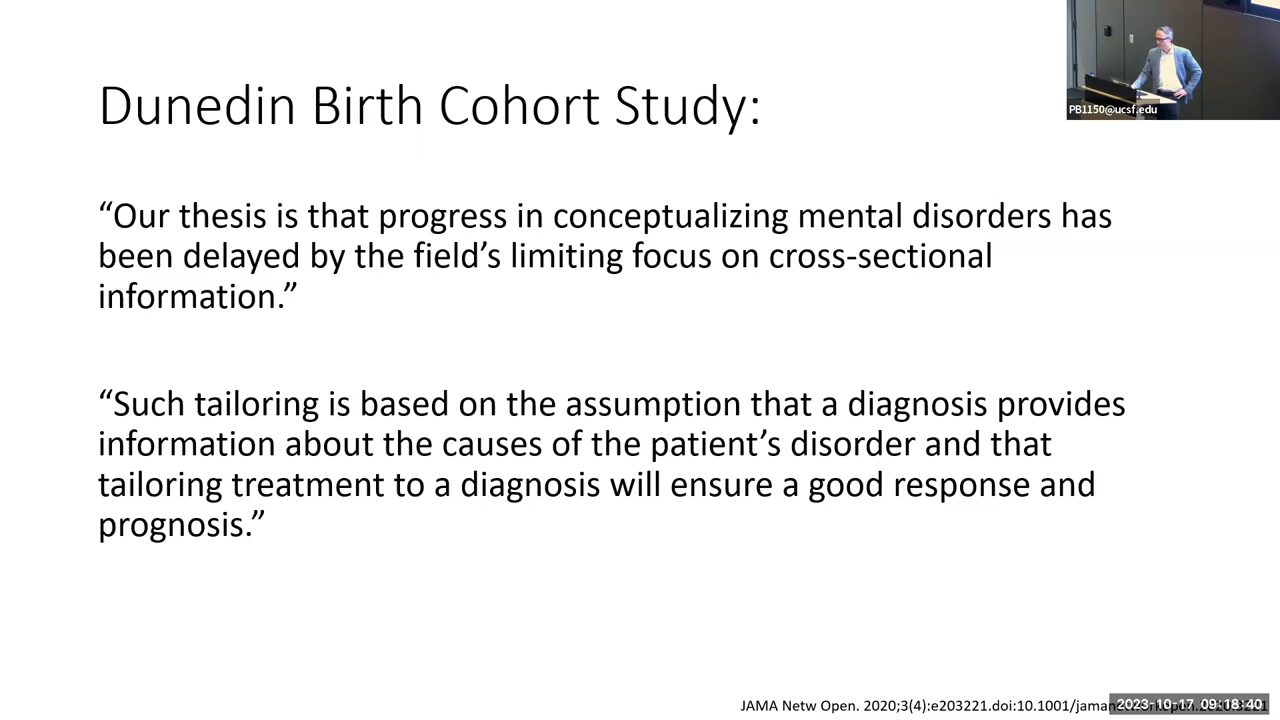 Dunedin Birth Cohort Study:
PB1150@ucsf.edu
“Our thesis is that progress in conceptualizing mental disorders has
been delayed by the field’s limiting focus on cross-sectional
information.”
“Such tailoring is based on the assumption that a diagnosis provides
information about the causes of the patient’s disorder and that
tailoring treatment to a diagnosis will ensure a good response and
prognosis.”
JAMA Netw Open. 2020;3(4):e203221.doi:10.1001/jama
2023-10-17 09:18:40